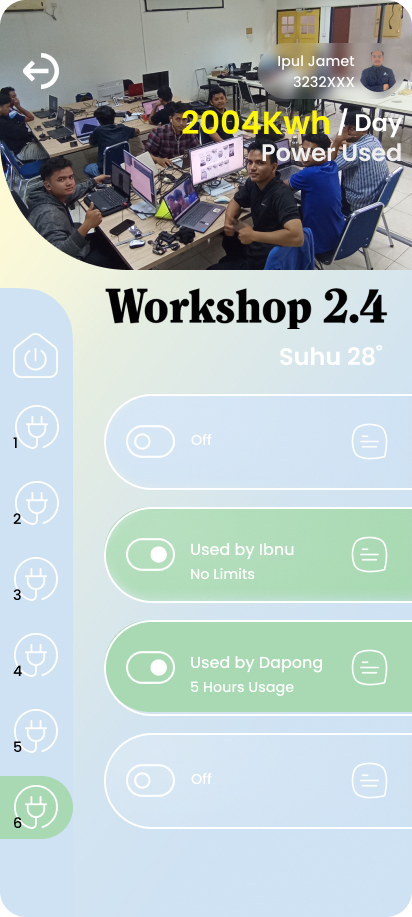 Ipul Jamet
3232XXX
2004Kwh / Day
Power Used
Workshop 2.4
Suhu 28°
1
Off
2
Used by Ibnu
No Limits
3
4
Used by Dapong
5 Hours Usage
5
Off
6